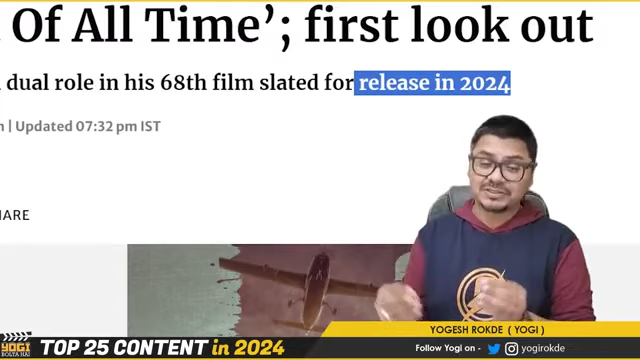 Of All Time’; first look out
dual role in his 68th film slated for release in 2024
| Updated 07:32 pm IST
HARE
YOGESH ROKDE ( YOGI )
YOGI
BOLTA HAI
TOP 25 CONTENT in 2024
Follow Yogi on - yogirokde